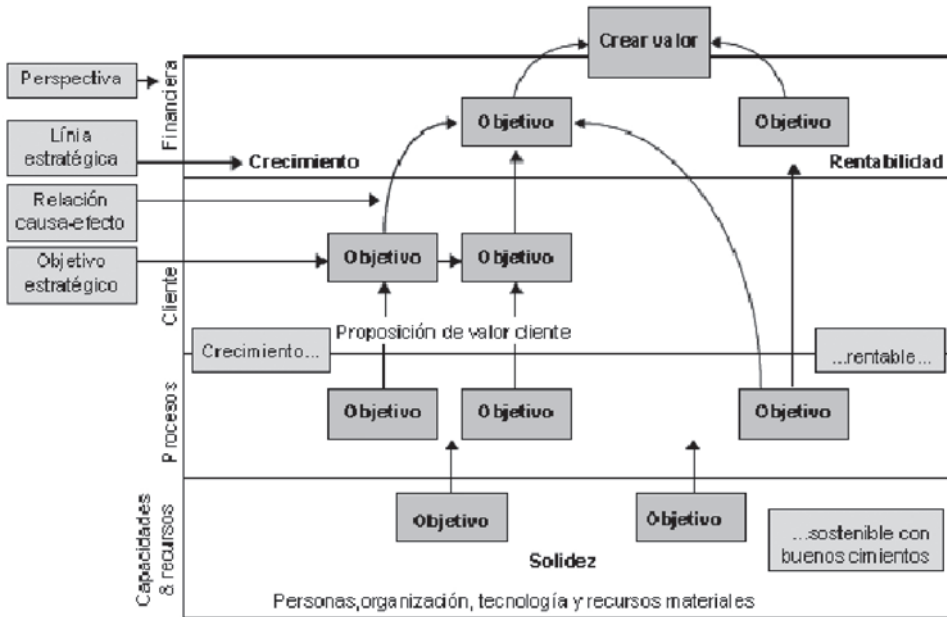 Crear valor
Financiera
Perspectiva
Objetivo
Objetivo
Línia
estratégica
Crecimiento
Rentabilidad
Relación
causa-efecto
Objetivo
estratégico
Cliente
Objetivo
Objetivo
Proposición de valor cliente
Crecimiento...
...rentable...
Procesos
Objetivo
Objetivo
Objetivo
Capacidades
& recursos
Objetivo
Objetivo
...sostenible con
buenos cimientos
Solidez
Personas,organización, tecnología y recursos materiales